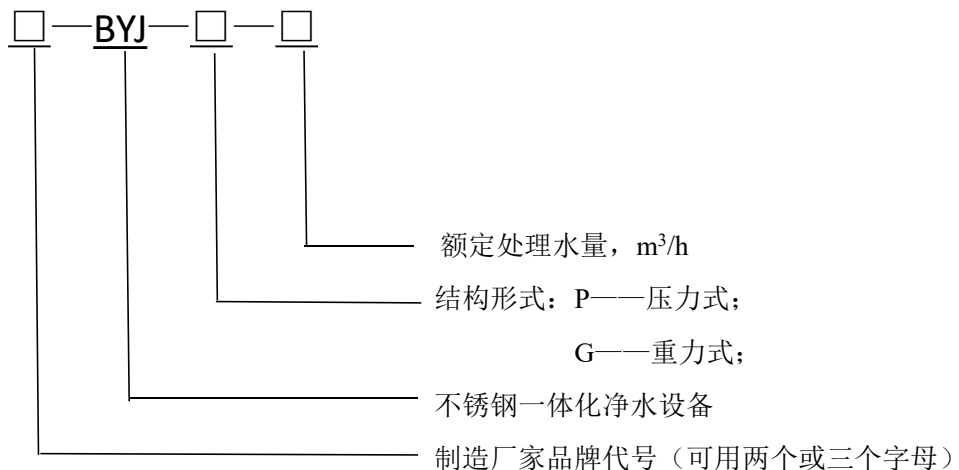 □—BYJ—□—□
额定处理水量，m³/h
结构形式：P——压力式；
G——重力式；
不锈钢一体化净水设备
制造厂家品牌代号（可用两个或三个字母）